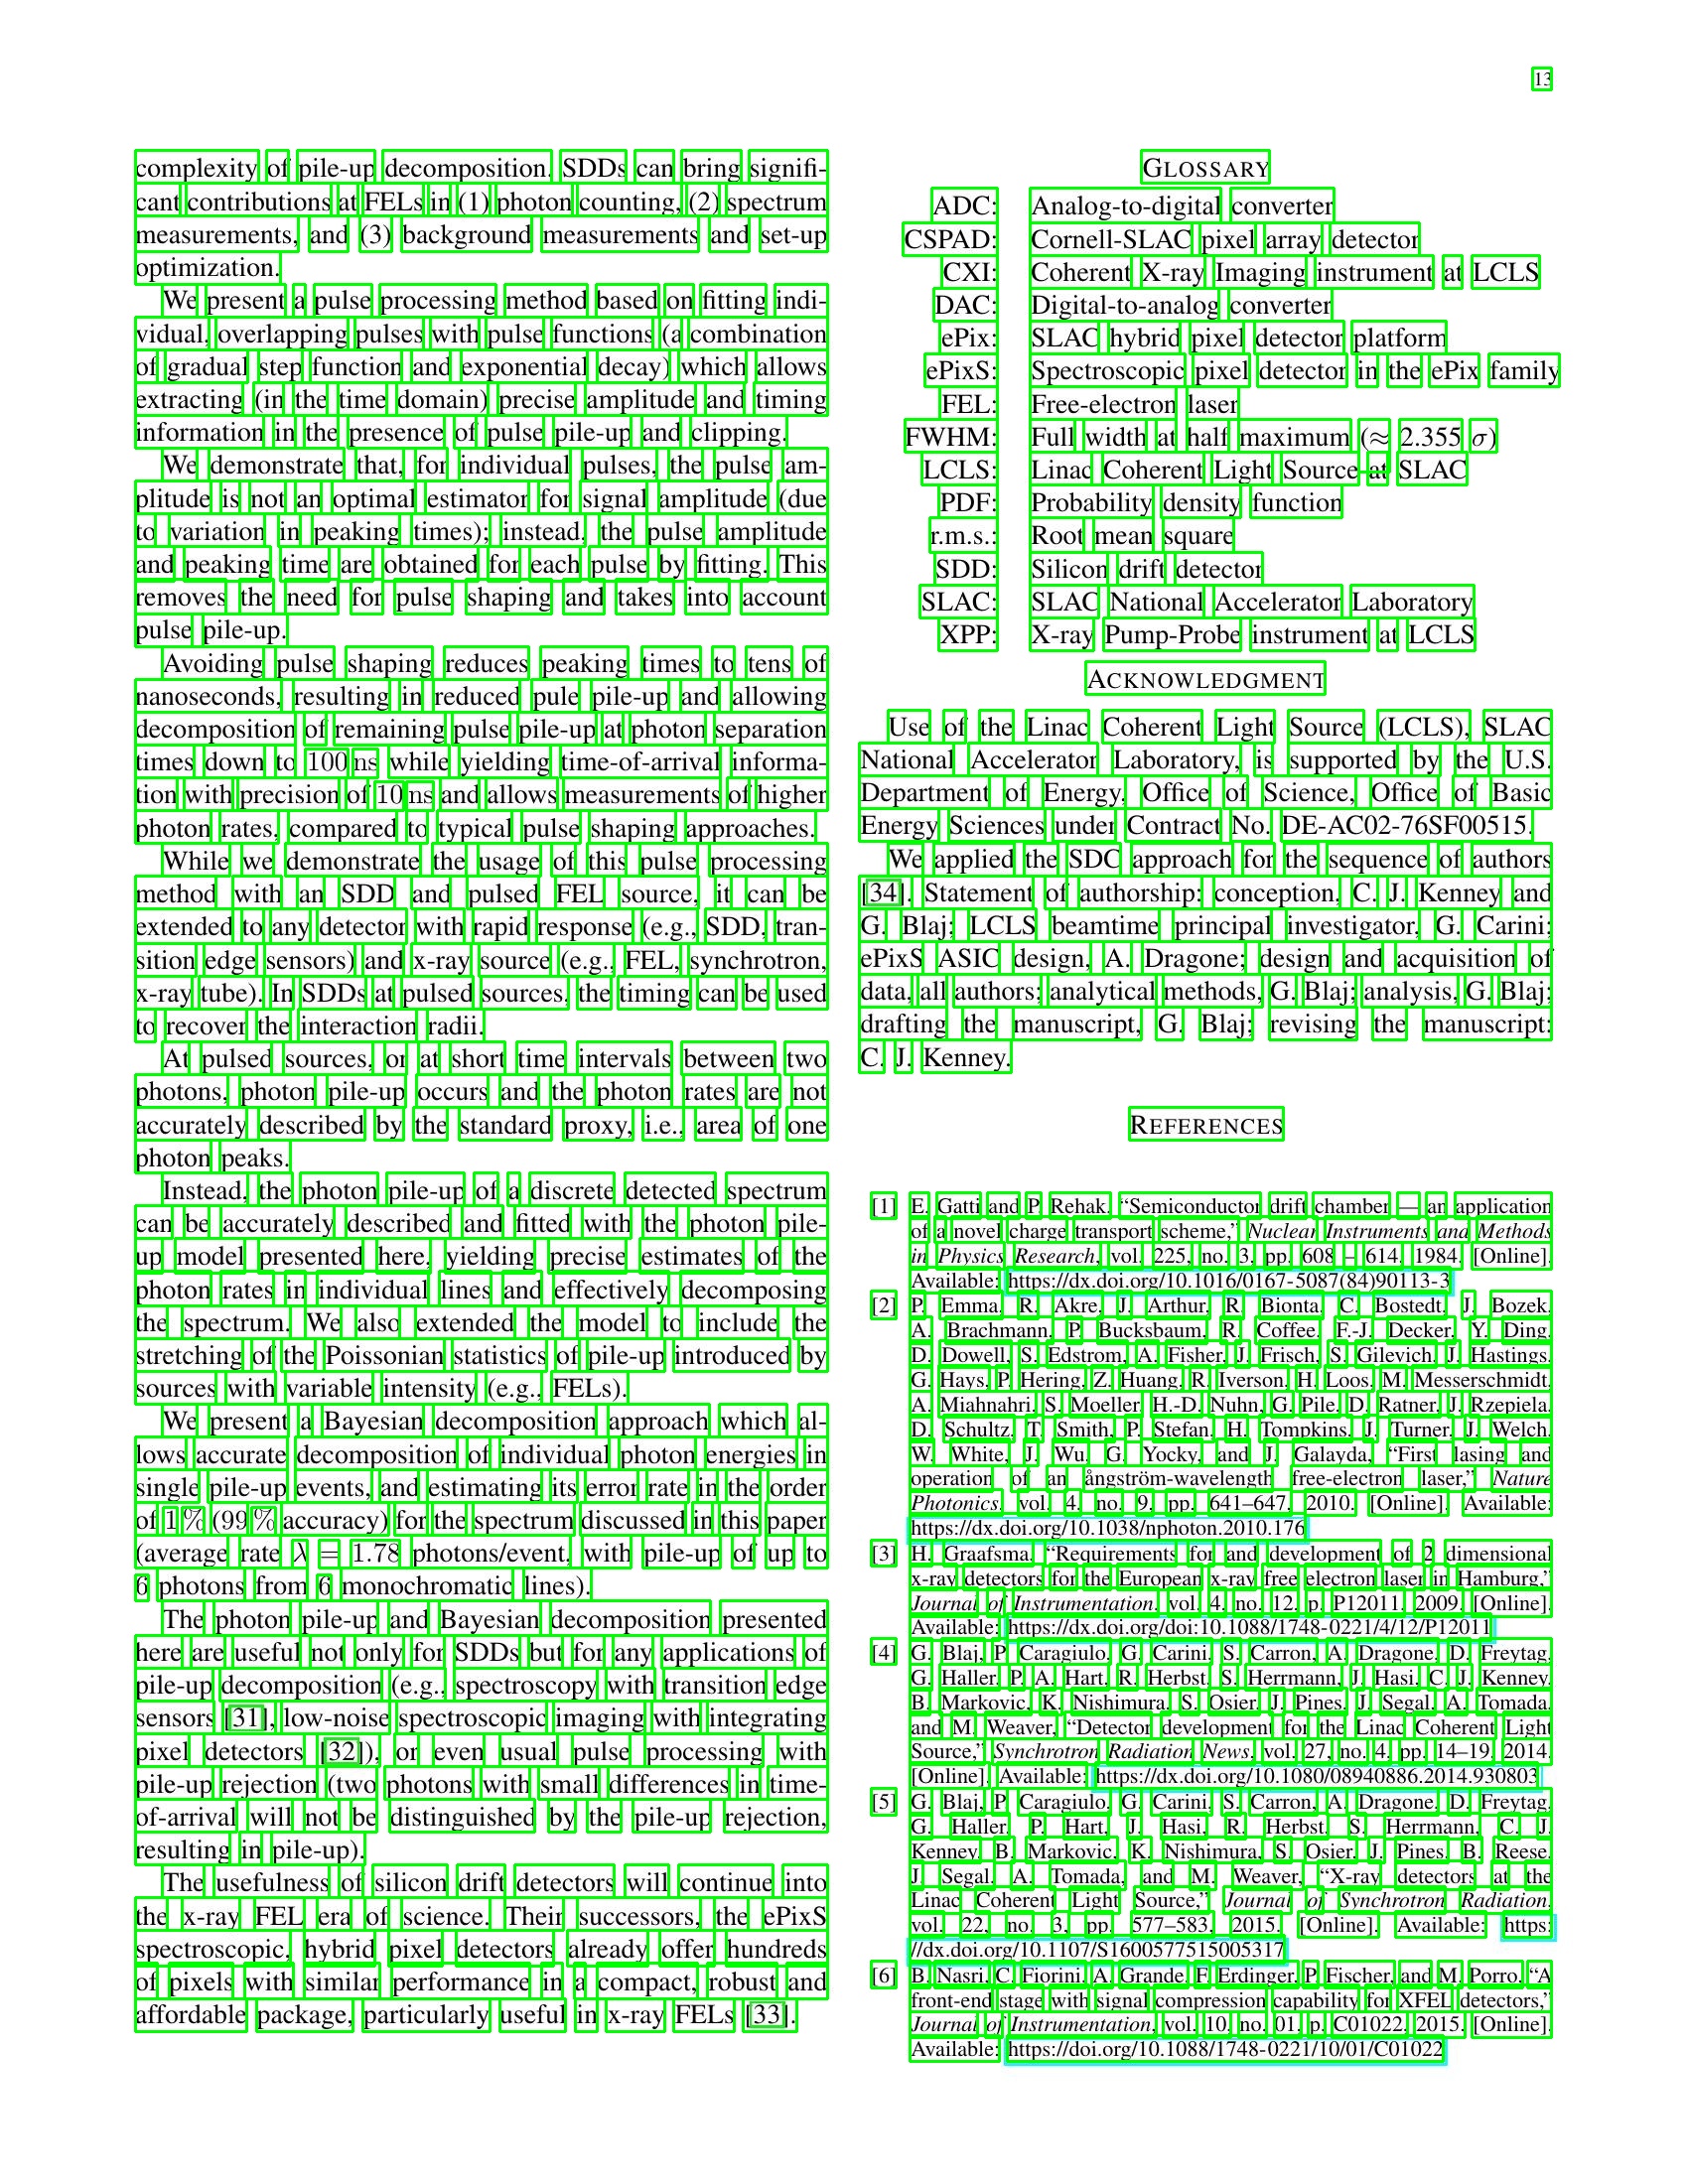 13
complexity of pile-up decomposition, SDDs can bring signifi-
cant contributions at FELs in (1) photon counting, (2) spectrum
measurements, and (3) background measurements and set-up
optimization.
We present a pulse processing method based on fitting indi-
vidual, overlapping pulses with pulse functions (a combination
of gradual step function and exponential decay) which allows
extracting (in the time domain) precise amplitude and timing
information in the presence of pulse pile-up and clipping.
We demonstrate that, for individual pulses, the pulse am-
plitude is not an optimal estimator for signal amplitude (due
to variation in peaking times); instead, the pulse amplitude
and peaking time are obtained for each pulse by fitting. This
removes the need for pulse shaping and takes into account
pulse pile-up.
Avoiding pulse shaping reduces peaking times to tens of
nanoseconds, resulting in reduced pule pile-up and allowing
decomposition of remaining pulse pile-up at photon separation
times down to 100 ns while yielding time-of-arrival informa-
tion with precision of 10 ns and allows measurements of higher
photon rates, compared to typical pulse shaping approaches.
While we demonstrate the usage of this pulse processing
method with an SDD and pulsed FEL source, it can be
extended to any detector with rapid response (e.g., SDD, tran-
sition edge sensors) and x-ray source (e.g., FEL, synchrotron,
x-ray tube). In SDDs at pulsed sources, the timing can be used
to recover the interaction radii.
At pulsed sources, or at short time intervals between two
photons, photon pile-up occurs and the photon rates are not
accurately described by the standard proxy, i.e., area of one
photon peaks.
Instead, the photon pile-up of a discrete detected spectrum
can be accurately described and fitted with the photon pile-
up model presented here, yielding precise estimates of the
photon rates in individual lines and effectively decomposing
the spectrum. We also extended the model to include the
stretching of the Poissonian statistics of pile-up introduced by
sources with variable intensity (e.g., FELs).
We present a Bayesian decomposition approach which al-
lows accurate decomposition of individual photon energies in
single pile-up events, and estimating its error rate in the order
of 1 % (99 % accuracy) for the spectrum discussed in this paper
(average rate λ = 1.78 photons/event, with pile-up of up to
6 photons from 6 monochromatic lines).
The photon pile-up and Bayesian decomposition presented
here are useful not only for SDDs but for any applications of
pile-up decomposition (e.g., spectroscopy with transition edge
sensors [31], low-noise spectroscopic imaging with integrating
pixel detectors [32]), or even usual pulse processing with
pile-up rejection (two photons with small differences in time-
of-arrival will not be distinguished by the pile-up rejection,
resulting in pile-up).
The usefulness of silicon drift detectors will continue into
the x-ray FEL era of science. Their successors, the ePixS
spectroscopic, hybrid pixel detectors already offer hundreds
of pixels with similar performance in a compact, robust and
affordable package, particularly useful in x-ray FELs [33].
GLOSSARY
ADC: Analog-to-digital converter
CSPAD: Cornell-SLAC pixel array detector
CXI: Coherent X-ray Imaging instrument at LCLS
DAC: Digital-to-analog converter
ePix: SLAC hybrid pixel detector platform
ePixS: Spectroscopic pixel detector in the ePix family
FEL: Free-electron laser
FWHM: Full width at half maximum (≈ 2.355 σ)
LCLS: Linac Coherent Light Source at SLAC
PDF: Probability density function
r.m.s.: Root mean square
SDD: Silicon drift detector
SLAC: SLAC National Accelerator Laboratory
XPP: X-ray Pump-Probe instrument at LCLS
ACKNOWLEDGMENT
Use of the Linac Coherent Light Source (LCLS), SLAC
National Accelerator Laboratory, is supported by the U.S.
Department of Energy, Office of Science, Office of Basic
Energy Sciences under Contract No. DE-AC02-76SF00515.
We applied the SDC approach for the sequence of authors
[34]. Statement of authorship: conception, C. J. Kenney and
G. Blaj; LCLS beamtime principal investigator, G. Carini;
ePixS ASIC design, A. Dragone; design and acquisition of
data, all authors; analytical methods, G. Blaj; analysis, G. Blaj;
drafting the manuscript, G. Blaj; revising the manuscript:
C. J. Kenney.
REFERENCES
[1] E. Gatti and P. Rehak, “Semiconductor drift chamber — an application
of a novel charge transport scheme,” Nuclear Instruments and Methods
in Physics Research, vol. 225, no. 3, pp. 608 – 614, 1984. [Online].
Available: https://dx.doi.org/10.1016/0167-5087(84)90113-3
[2] P. Emma, R. Akre, J. Arthur, R. Bionta, C. Bostedt, J. Bozek,
A. Brachmann, P. Bucksbaum, R. Coffee, F.-J. Decker, Y. Ding,
D. Dowell, S. Edstrom, A. Fisher, J. Frisch, S. Gilevich, J. Hastings,
G. Hays, P. Hering, Z. Huang, R. Iverson, H. Loos, M. Messerschmidt,
A. Miahnahri, S. Moeller, H.-D. Nuhn, G. Pile, D. Ratner, J. Rzepiela,
D. Schultz, T. Smith, P. Stefan, H. Tompkins, J. Turner, J. Welch,
W. White, J. Wu, G. Yocky, and J. Galayda, “First lasing and
operation of an ångström-wavelength free-electron laser,” Nature
Photonics, vol. 4, no. 9, pp. 641–647, 2010. [Online]. Available:
https://dx.doi.org/10.1038/nphoton.2010.176
[3] H. Graafsma, “Requirements for and development of 2 dimensional
x-ray detectors for the European x-ray free electron laser in Hamburg,”
Journal of Instrumentation, vol. 4, no. 12, p. P12011, 2009. [Online].
Available: https://dx.doi.org/doi:10.1088/1748-0221/4/12/P12011
[4] G. Blaj, P. Caragiulo, G. Carini, S. Carron, A. Dragone, D. Freytag,
G. Haller, P. A. Hart, R. Herbst, S. Herrmann, J. Hasi, C. J. Kenney,
B. Markovic, K. Nishimura, S. Osier, J. Pines, J. Segal, A. Tomada,
and M. Weaver, “Detector development for the Linac Coherent Light
Source,” Synchrotron Radiation News, vol. 27, no. 4, pp. 14–19, 2014.
[Online]. Available: https://dx.doi.org/10.1080/08940886.2014.930803
[5] G. Blaj, P. Caragiulo, G. Carini, S. Carron, A. Dragone, D. Freytag,
G. Haller, P. Hart, J. Hasi, R. Herbst, S. Herrmann, C. J.
Kenney, B. Markovic, K. Nishimura, S. Osier, J. Pines, B. Reese,
J. Segal, A. Tomada, and M. Weaver, “X-ray detectors at the
Linac Coherent Light Source,” Journal of Synchrotron Radiation,
vol. 22, no. 3, pp. 577–583, 2015. [Online]. Available: https:
//dx.doi.org/10.1107/S1600577515005317
[6] B. Nasri, C. Fiorini, A. Grande, F. Erdinger, P. Fischer, and M. Porro, “A
front-end stage with signal compression capability for XFEL detectors,”
Journal of Instrumentation, vol. 10, no. 01, p. C01022, 2015. [Online].
Available: https://doi.org/10.1088/1748-0221/10/01/C01022